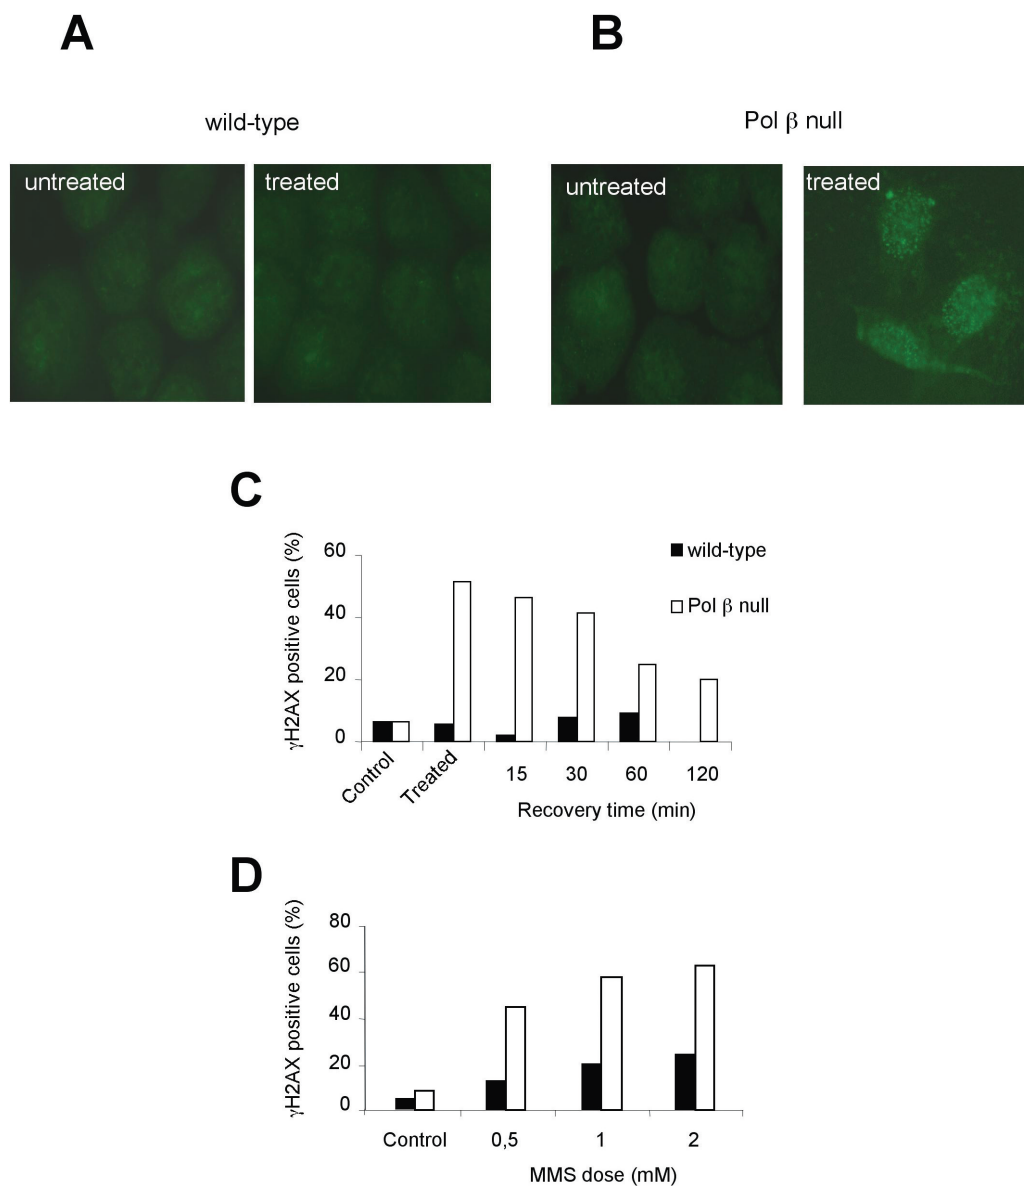 A
B
wild-type
Pol β null
untreated
treated
untreated
treated
C
γH2AX positive cells (%)
60
40
20
0
wild-type
Pol β null
Control
Treated
15
30
60
120
Recovery time (min)
D
γH2AX positive cells (%)
80
60
40
20
0
Control
0,5
1
2
MMS dose (mM)